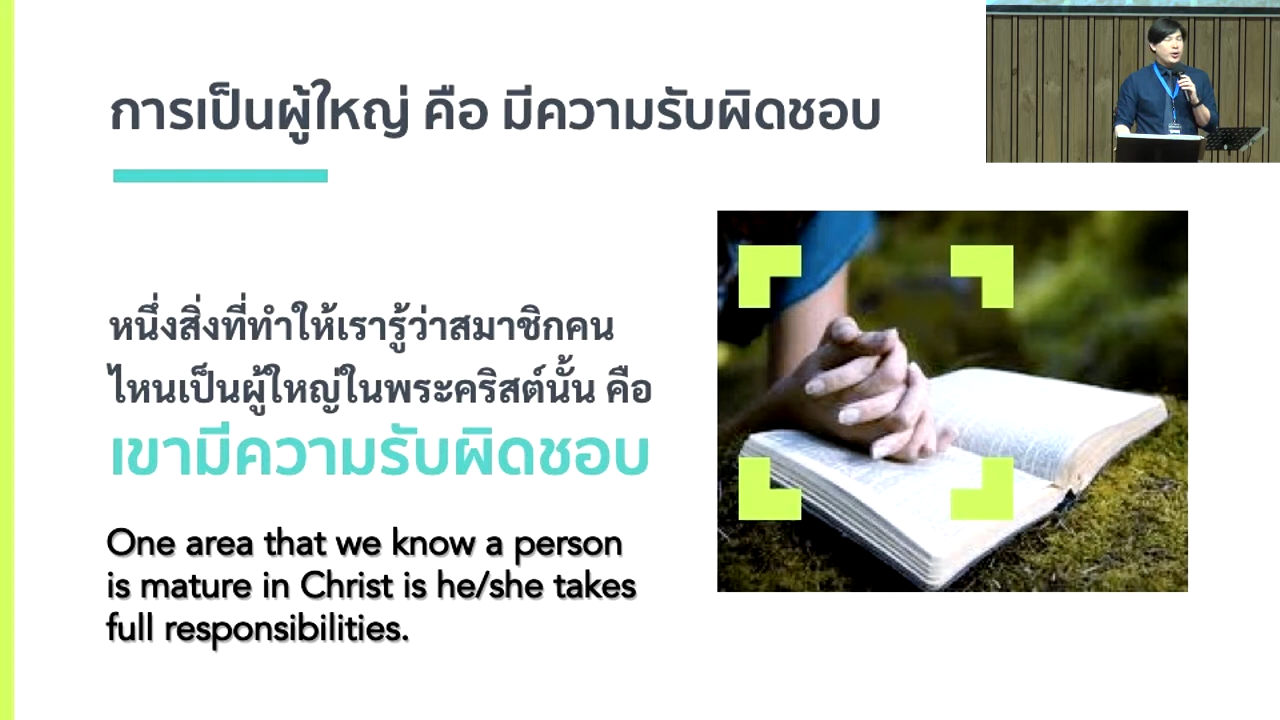 การเป็นผู้ใหญ่ คือ มีความรับผิดชอบ
หนึ่งสิ่งที่ทำให้เรารู้ว่าสมาชิกคน
ไหนเป็นผู้ใหญ่ในพระคริสต์นั้น คือ
เขามีความรับผิดชอบ
One area that we know a person
is mature in Christ is he/she takes
full responsibilities.